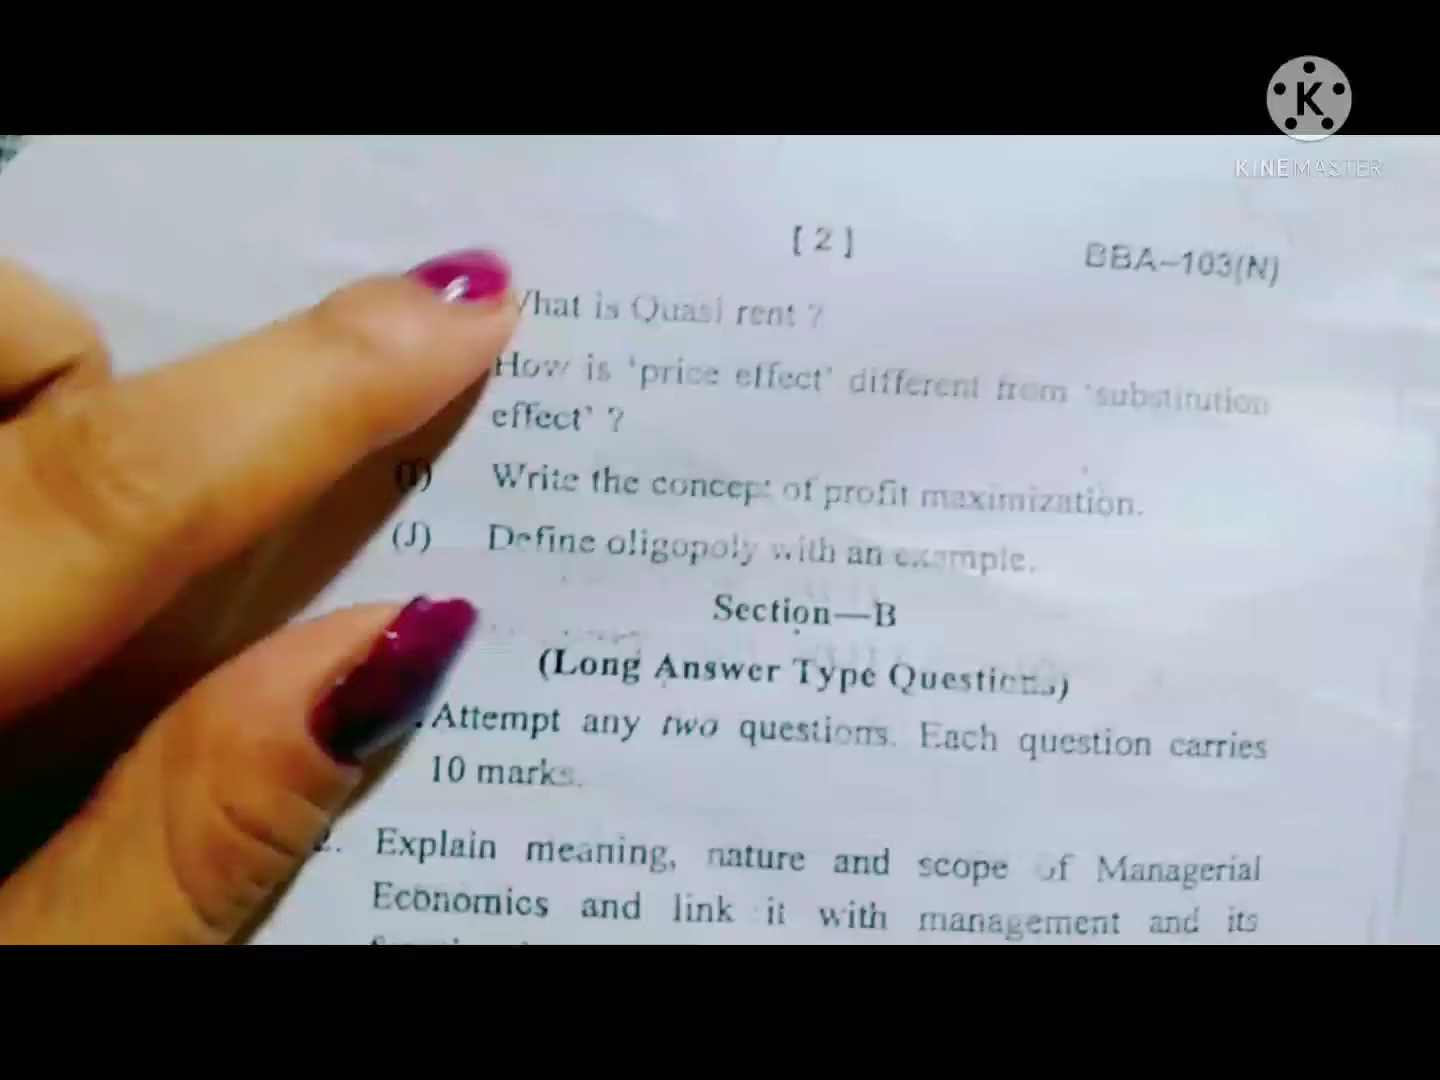 K
KINEMASTER
[ 2 ]
BBA–103(N)
What is Quasi rent ?
How is 'price effect' different from 'substitution
effect' ?
(I) Write the concept of profit maximization.
(J) Define oligopoly with an example.
Section—B
(Long Answer Type Questions)
Attempt any two questions. Each question carries
10 marks.
2. Explain meaning, nature and scope of Managerial
Economics and link it with management and its